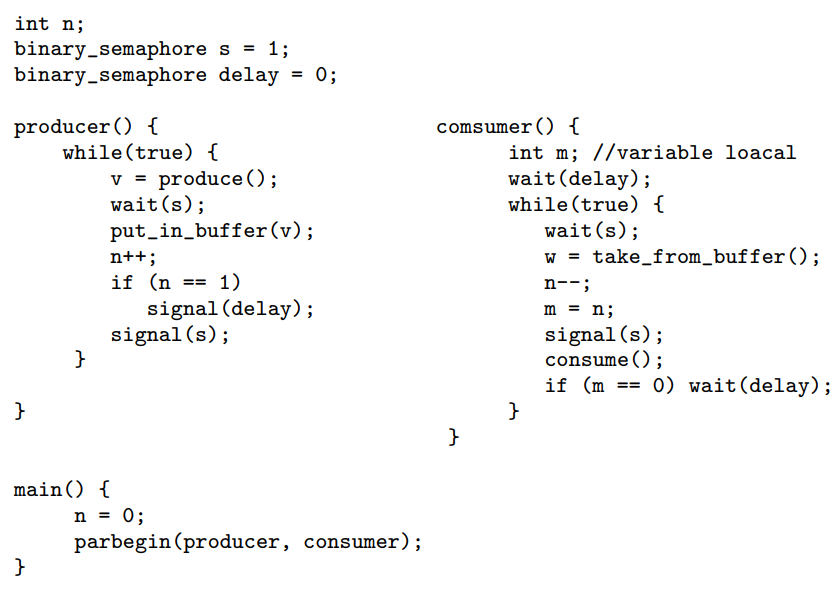 int n;
binary_semaphore s = 1;
binary_semaphore delay = 0;
producer() {
while(true) {
v = produce();
wait(s);
put_in_buffer(v);
n++;
if (n == 1)
signal(delay);
signal(s);
}
}
comsumer() {
int m; //variable loacal
wait(delay);
while(true) {
wait(s);
w = take_from_buffer();
n--;
m = n;
signal(s);
consume();
if (m == 0) wait(delay);
}
}
main() {
n = 0;
parbegin(producer, consumer);
}